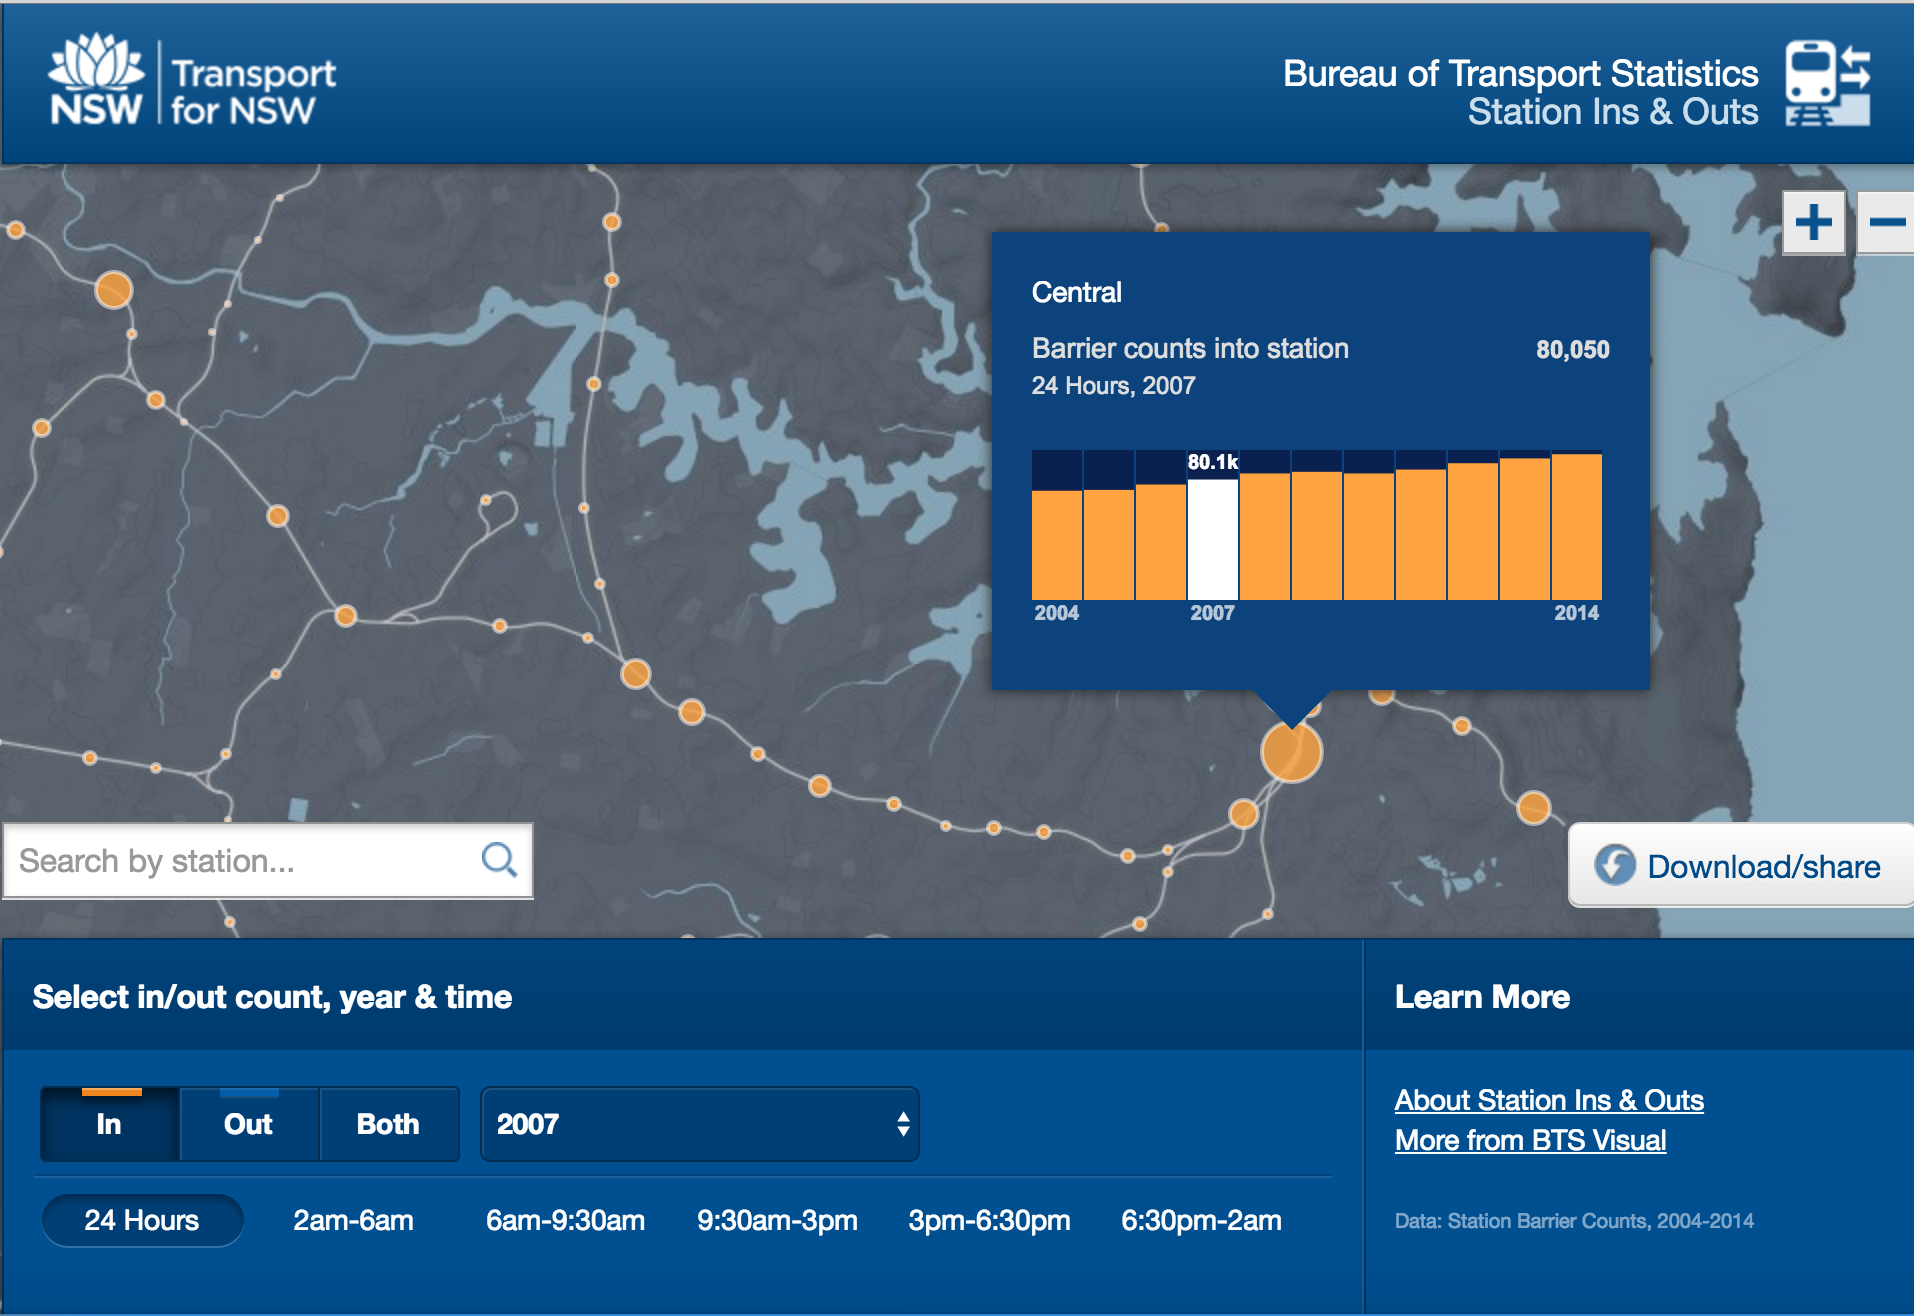 NSW
Transport
for NSW
Bureau of Transport Statistics
Station Ins & Outs
Central
Barrier counts into station 80,050
24 Hours, 2007
80.1k
2004 2007 2014
Search by station...
Download/share
Select in/out count, year & time
In Out Both 2007
24 Hours 2am-6am 6am-9:30am 9:30am-3pm 3pm-6:30pm 6:30pm-2am
Learn More
About Station Ins & Outs
More from BTS Visual
Data: Station Barrier Counts, 2004-2014